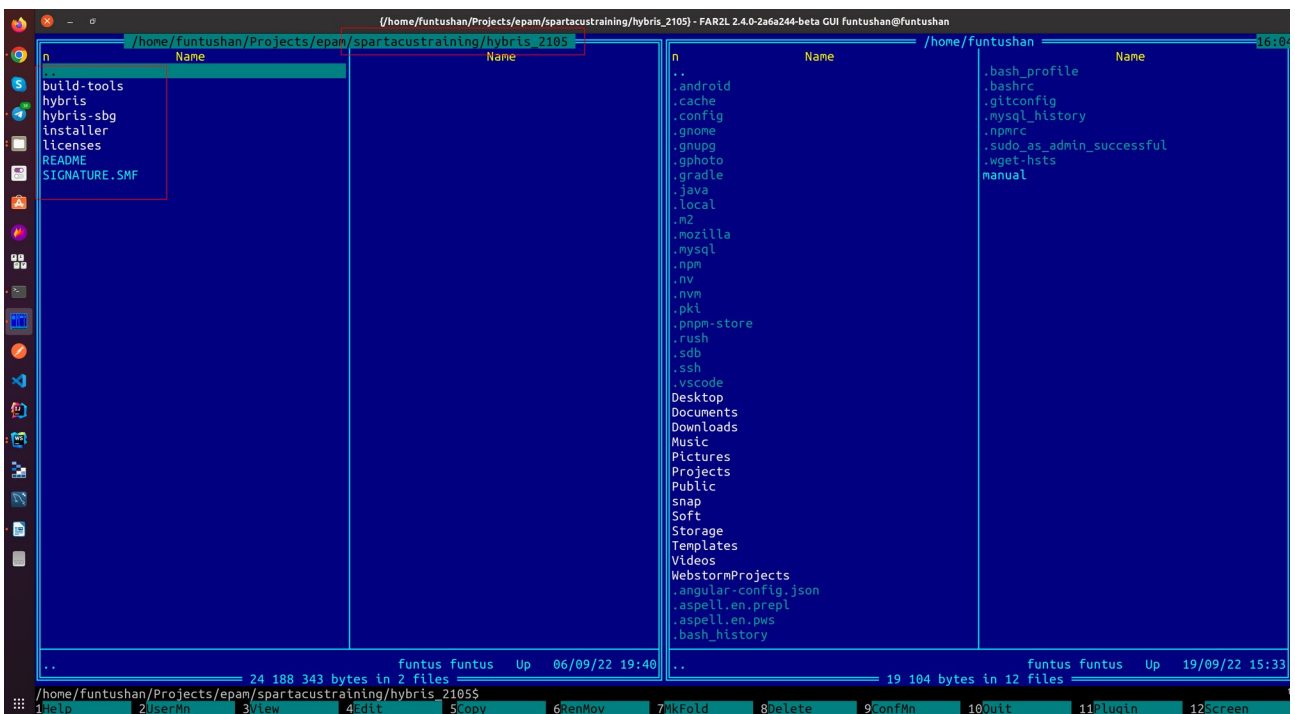 {/home/funtushan/Projects/epam/spartacustraining/hybris_2105} - FAR2L 2.4.0-2a6a244-beta GUI funtushan@funtushan
/home/funtushan/Projects/epam/spartacustraining/hybris_2105
n Name Name
..
build-tools
hybris
hybris-sbg
installer
licenses
README
SIGNATURE.SMF
..
funtus funtus Up 06/09/22 19:40
24 188 343 bytes in 2 files
/home/funtushan
16:04
n Name Name
..
.android
.cache
.config
.gnome
.gnupg
.gphoto
.gradle
.java
.local
.m2
.mozilla
.mysql
.npm
.nv
.nvm
.pki
.pnpm-store
.rush
.sdb
.ssh
.vscode
Desktop
Documents
Downloads
Music
Pictures
Projects
Public
snap
Soft
Storage
Templates
Videos
WebstormProjects
.angular-config.json
.aspell.en.prepl
.aspell.en.pws
.bash_history
.bash_profile
.bashrc
.gitconfig
.mysql_history
.npmrc
.sudo_as_admin_successful
.wget-hsts
manual
..
funtus funtus Up 19/09/22 15:33
19 104 bytes in 12 files
/home/funtushan/Projects/epam/spartacustraining/hybris_2105$
1Help 2UserMn 3View 4Edit 5Copy 6RenMov 7MkFold 8Delete 9ConfMn 10Quit 11Plugin 12Screen